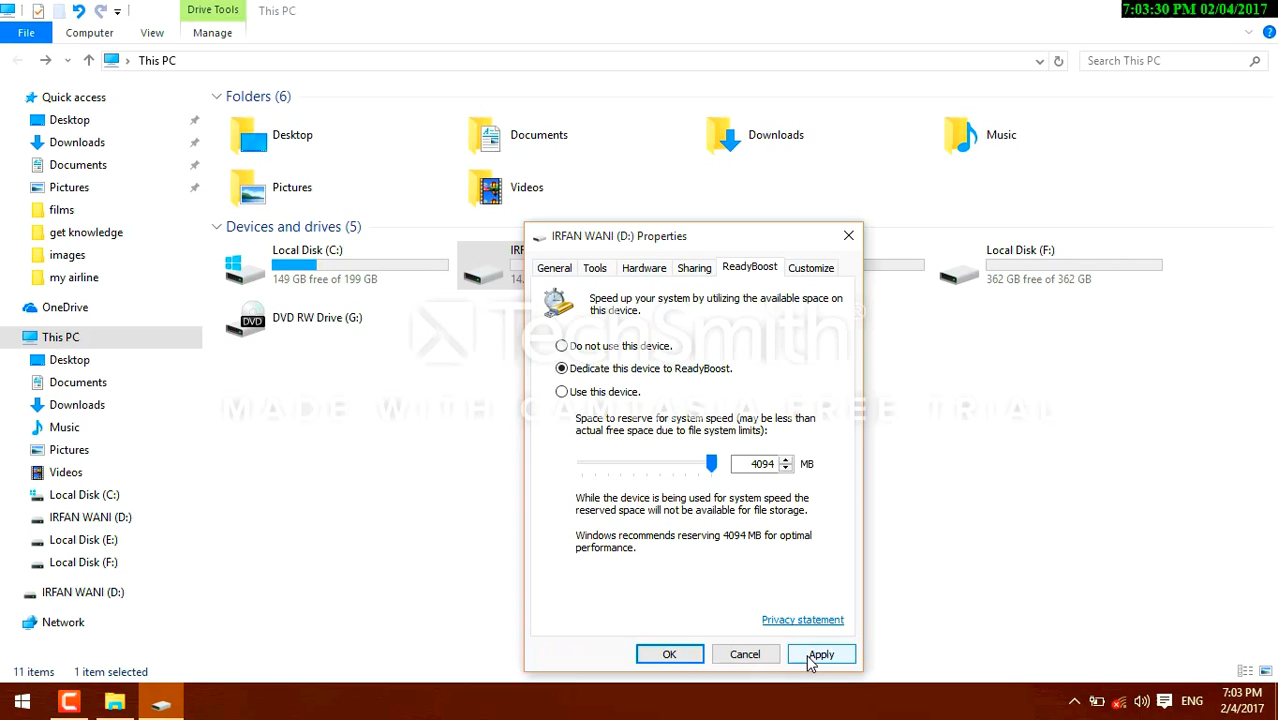 Drive Tools
This PC
7:03:30 PM 02/04/2017
File
Computer
View
Manage
This PC
Search This PC
Quick access
Desktop
Downloads
Documents
Pictures
films
get knowledge
images
my airline
OneDrive
This PC
Desktop
Documents
Downloads
Music
Pictures
Videos
Local Disk (C:)
IRFAN WANI (D:)
Local Disk (E:)
Local Disk (F:)
IRFAN WANI (D:)
Network
Folders (6)
Desktop
Documents
Downloads
Music
Pictures
Videos
Devices and drives (5)
Local Disk (C:)
149 GB free of 199 GB
Local Disk (F:)
362 GB free of 362 GB
DVD RW Drive (G:)
DVD
IRFAN WANI (D:) Properties
General
Tools
Hardware
Sharing
ReadyBoost
Customize
Speed up your system by utilizing the available space on
this device.
Do not use this device.
Dedicate this device to ReadyBoost.
Use this device.
Space to reserve for system speed (may be less than
actual free space due to file system limits):
4094 MB
While the device is being used for system speed the
reserved space will not be available for file storage.
Windows recommends reserving 4094 MB for optimal
performance.
Privacy statement
OK
Cancel
Apply
TechSmith®
MADE WITH CAMTASIA FREE TRIAL
11 items
1 item selected
ENG
7:03 PM
2/4/2017